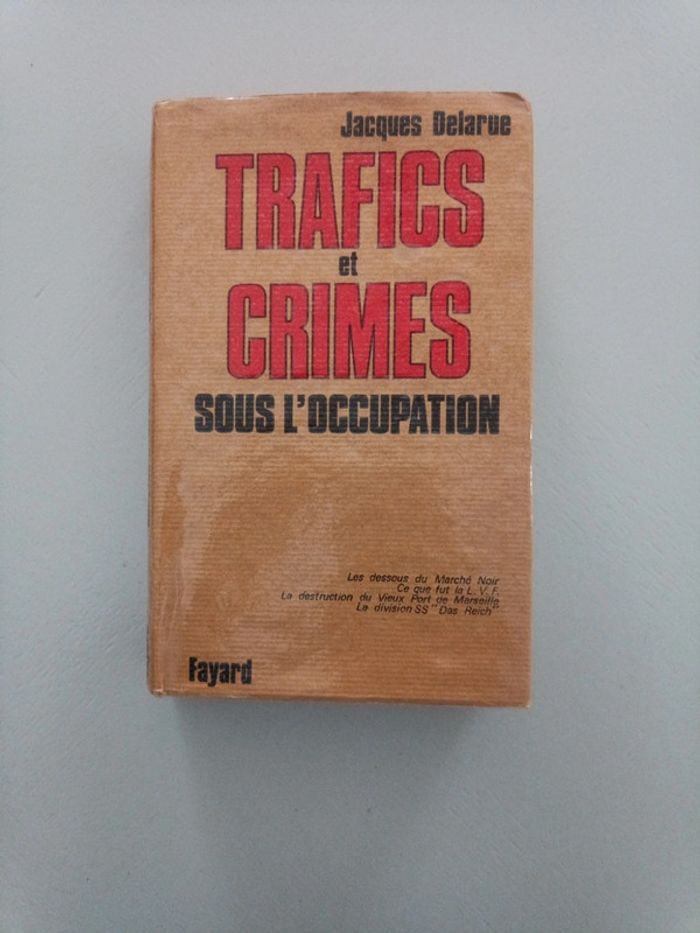 Jacques Delarue
TRAFICS
et
CRIMES
SOUS L'OCCUPATION
Les dessous du Marché Noir
Ce que fut la L.V.F.
La destruction du Vieux Port de Marseille
La division SS "Das Reich"
Fayard